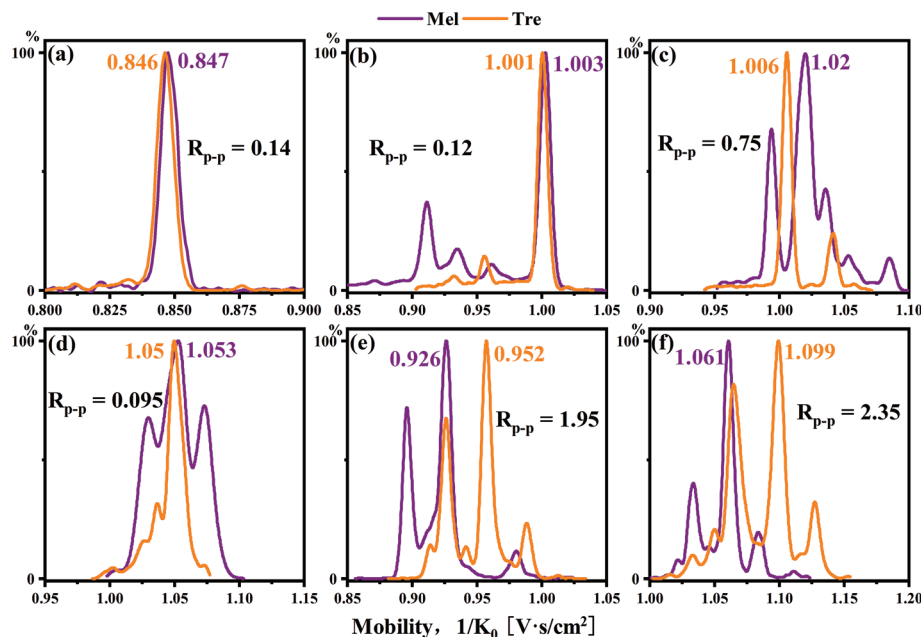 Mel Tre
% (a) 0.846 0.847 Rp-p = 0.14
100
0
0.800 0.825 0.850 0.875 0.900
% (b) 1.001 1.003 Rp-p = 0.12
100
0
0.85 0.90 0.95 1.00 1.05
% (c) 1.006 1.02 Rp-p = 0.75
100
0
0.95 1.00 1.05 1.10
% (d) 1.05 1.053 Rp-p = 0.095
100
0
0.95 1.00 1.05 1.10 1.15
% (e) 0.926 0.952 Rp-p = 1.95
100
0
0.85 0.90 0.95 1.00 1.05
% (f) 1.061 1.099 Rp-p = 2.35
100
0
1.00 1.05 1.10 1.15 1.20
Mobility, 1/K0 [V·s/cm²]